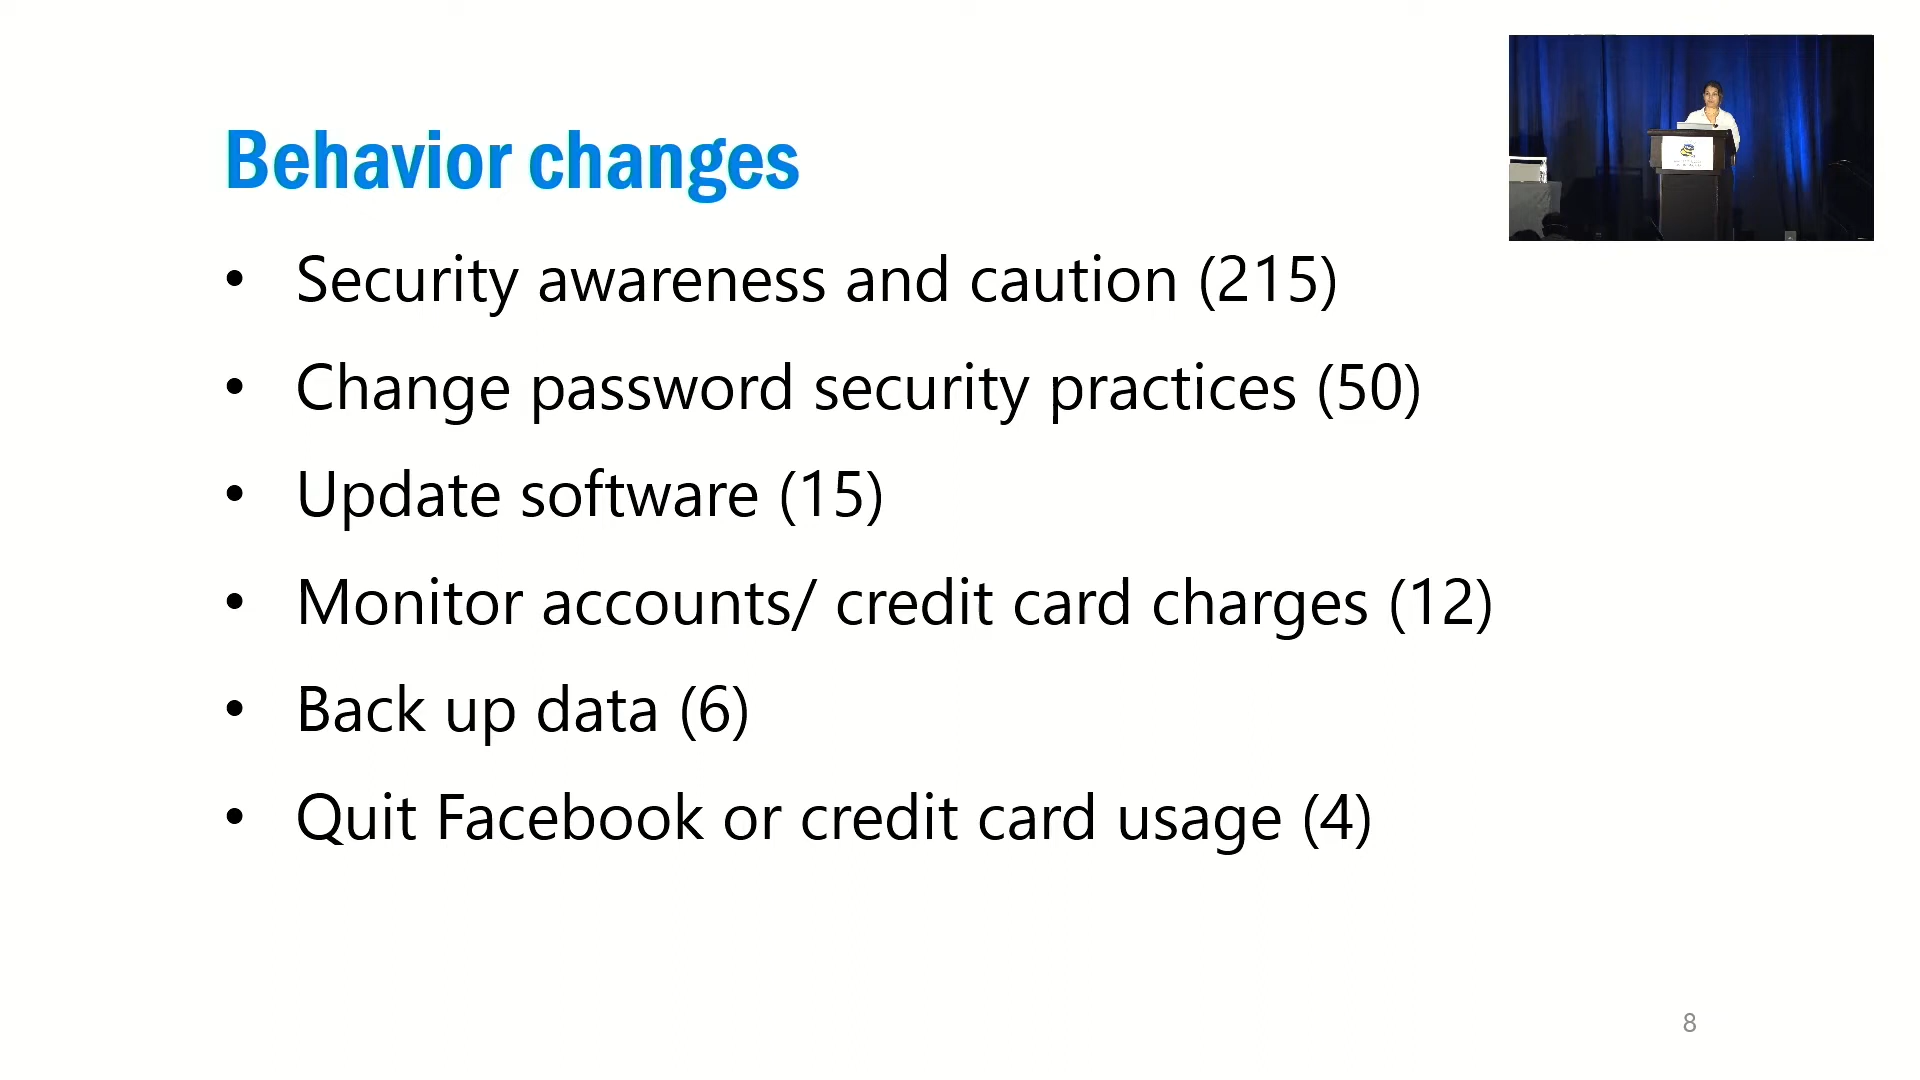 Behavior changes
• Security awareness and caution (215)
• Change password security practices (50)
• Update software (15)
• Monitor accounts/ credit card charges (12)
• Back up data (6)
• Quit Facebook or credit card usage (4)
8